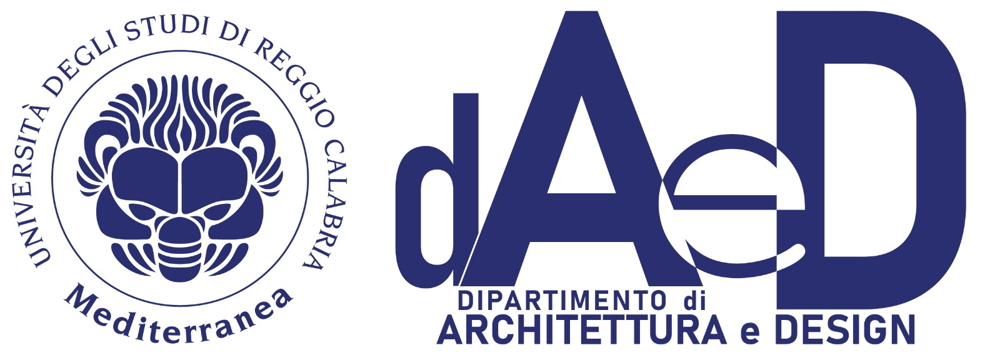 UNIVERSITÀ DEGLI STUDI DI REGGIO CALABRIA
Mediterranea
dAeD
DIPARTIMENTO di
ARCHITETTURA e DESIGN